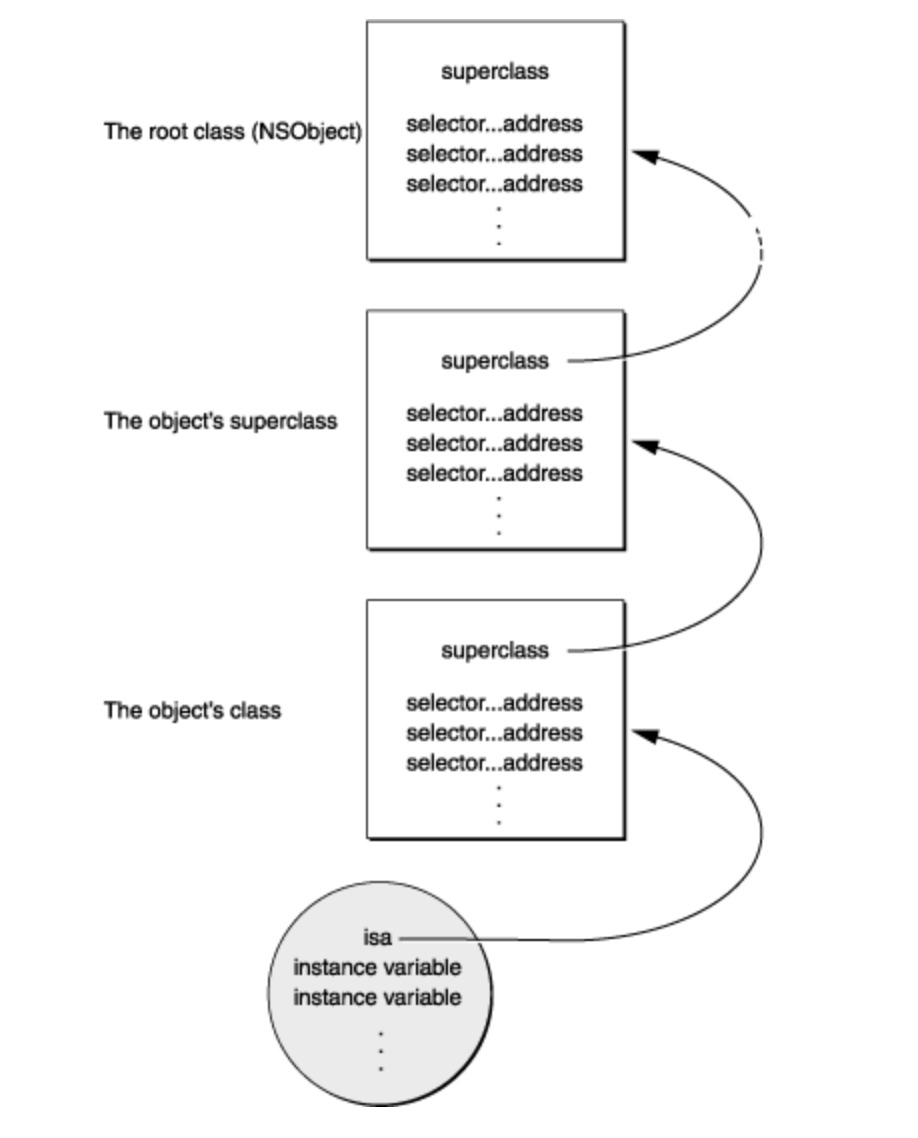 superclass
The root class (NSObject)
selector...address
selector...address
selector...address
.
.
.
superclass
The object's superclass
selector...address
selector...address
selector...address
.
.
.
superclass
The object's class
selector...address
selector...address
selector...address
.
.
.
isa
instance variable
instance variable
.
.
.